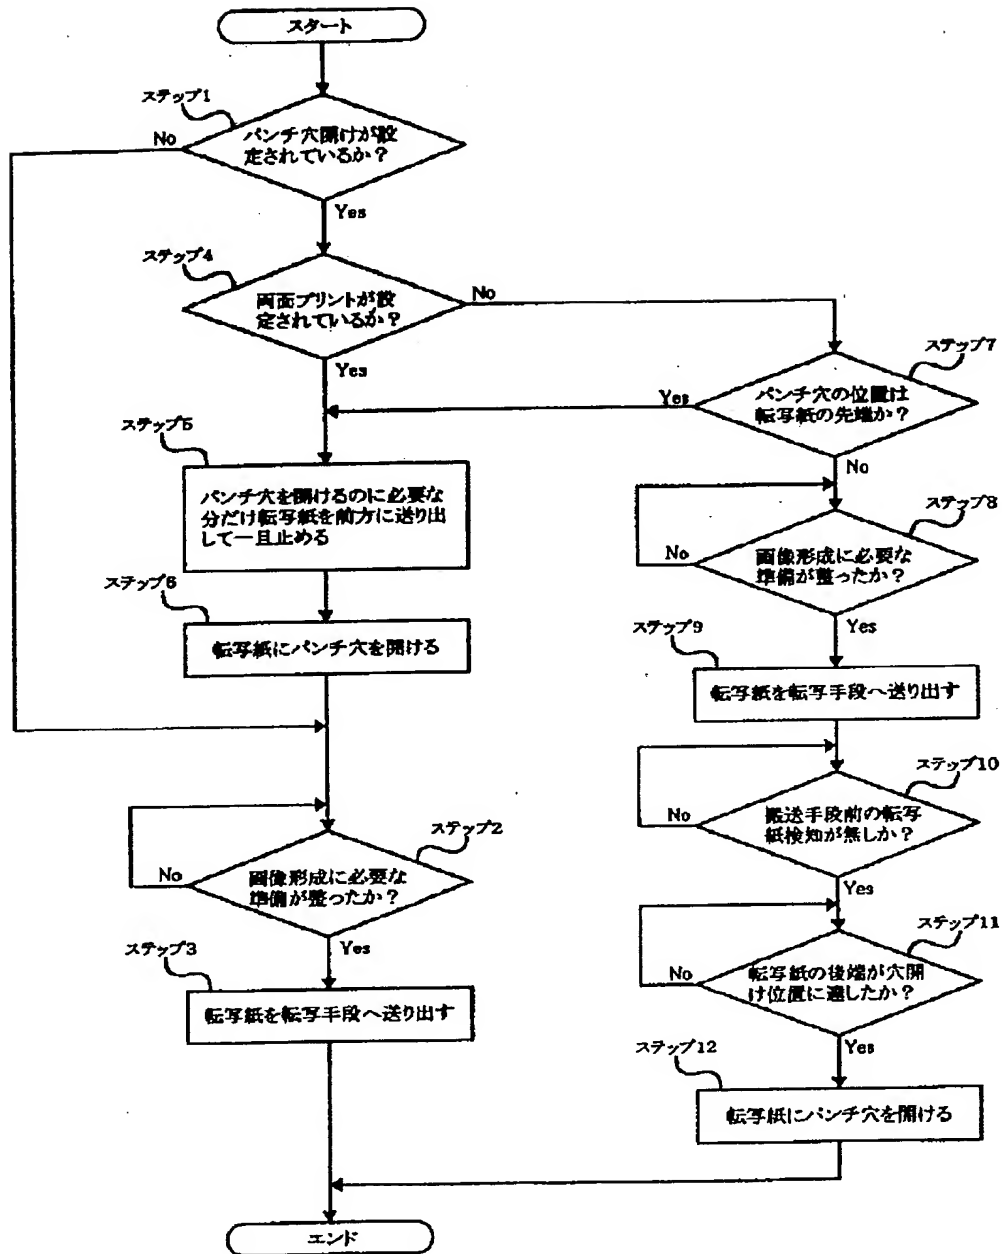 スタート
ステップ1
パンチ穴開けが設
定されているか?
No
Yes
ステップ4
両面プリントが設
定されているか?
No
Yes
ステップ7
パンチ穴の位置は
転写紙の先端か?
Yes
No
ステップ5
パンチ穴を開けるのに必要な
分だけ転写紙を前方に送り出
して一旦止める
ステップ8
画像形成に必要な
準備が整ったか?
No
Yes
ステップ6
転写紙にパンチ穴を開ける
ステップ9
転写紙を転写手段へ送り出す
ステップ10
搬送手段前の転写
紙検知が無しか?
No
Yes
ステップ2
画像形成に必要な
準備が整ったか?
No
Yes
ステップ11
転写紙の後端が穴開
け位置に達したか?
No
Yes
ステップ3
転写紙を転写手段へ送り出す
ステップ12
転写紙にパンチ穴を開ける
エンド